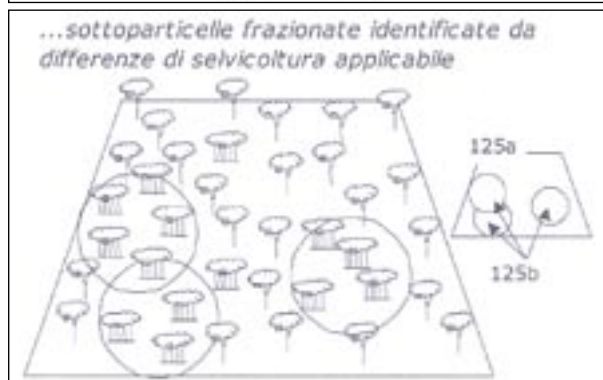 ...sottoparticelle frazionate identificate da
differenze di selvicoltura applicabile
125a
125b